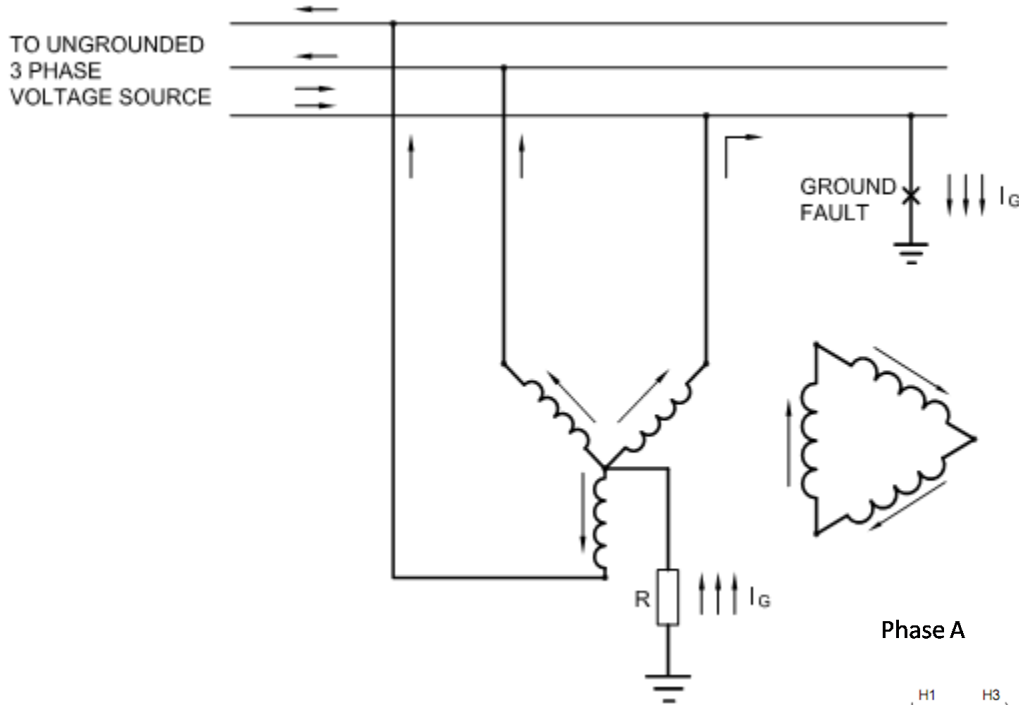 TO UNGROUNDED
3 PHASE
VOLTAGE SOURCE
GROUND
FAULT
IG
R
IG
Phase A
H1 H3